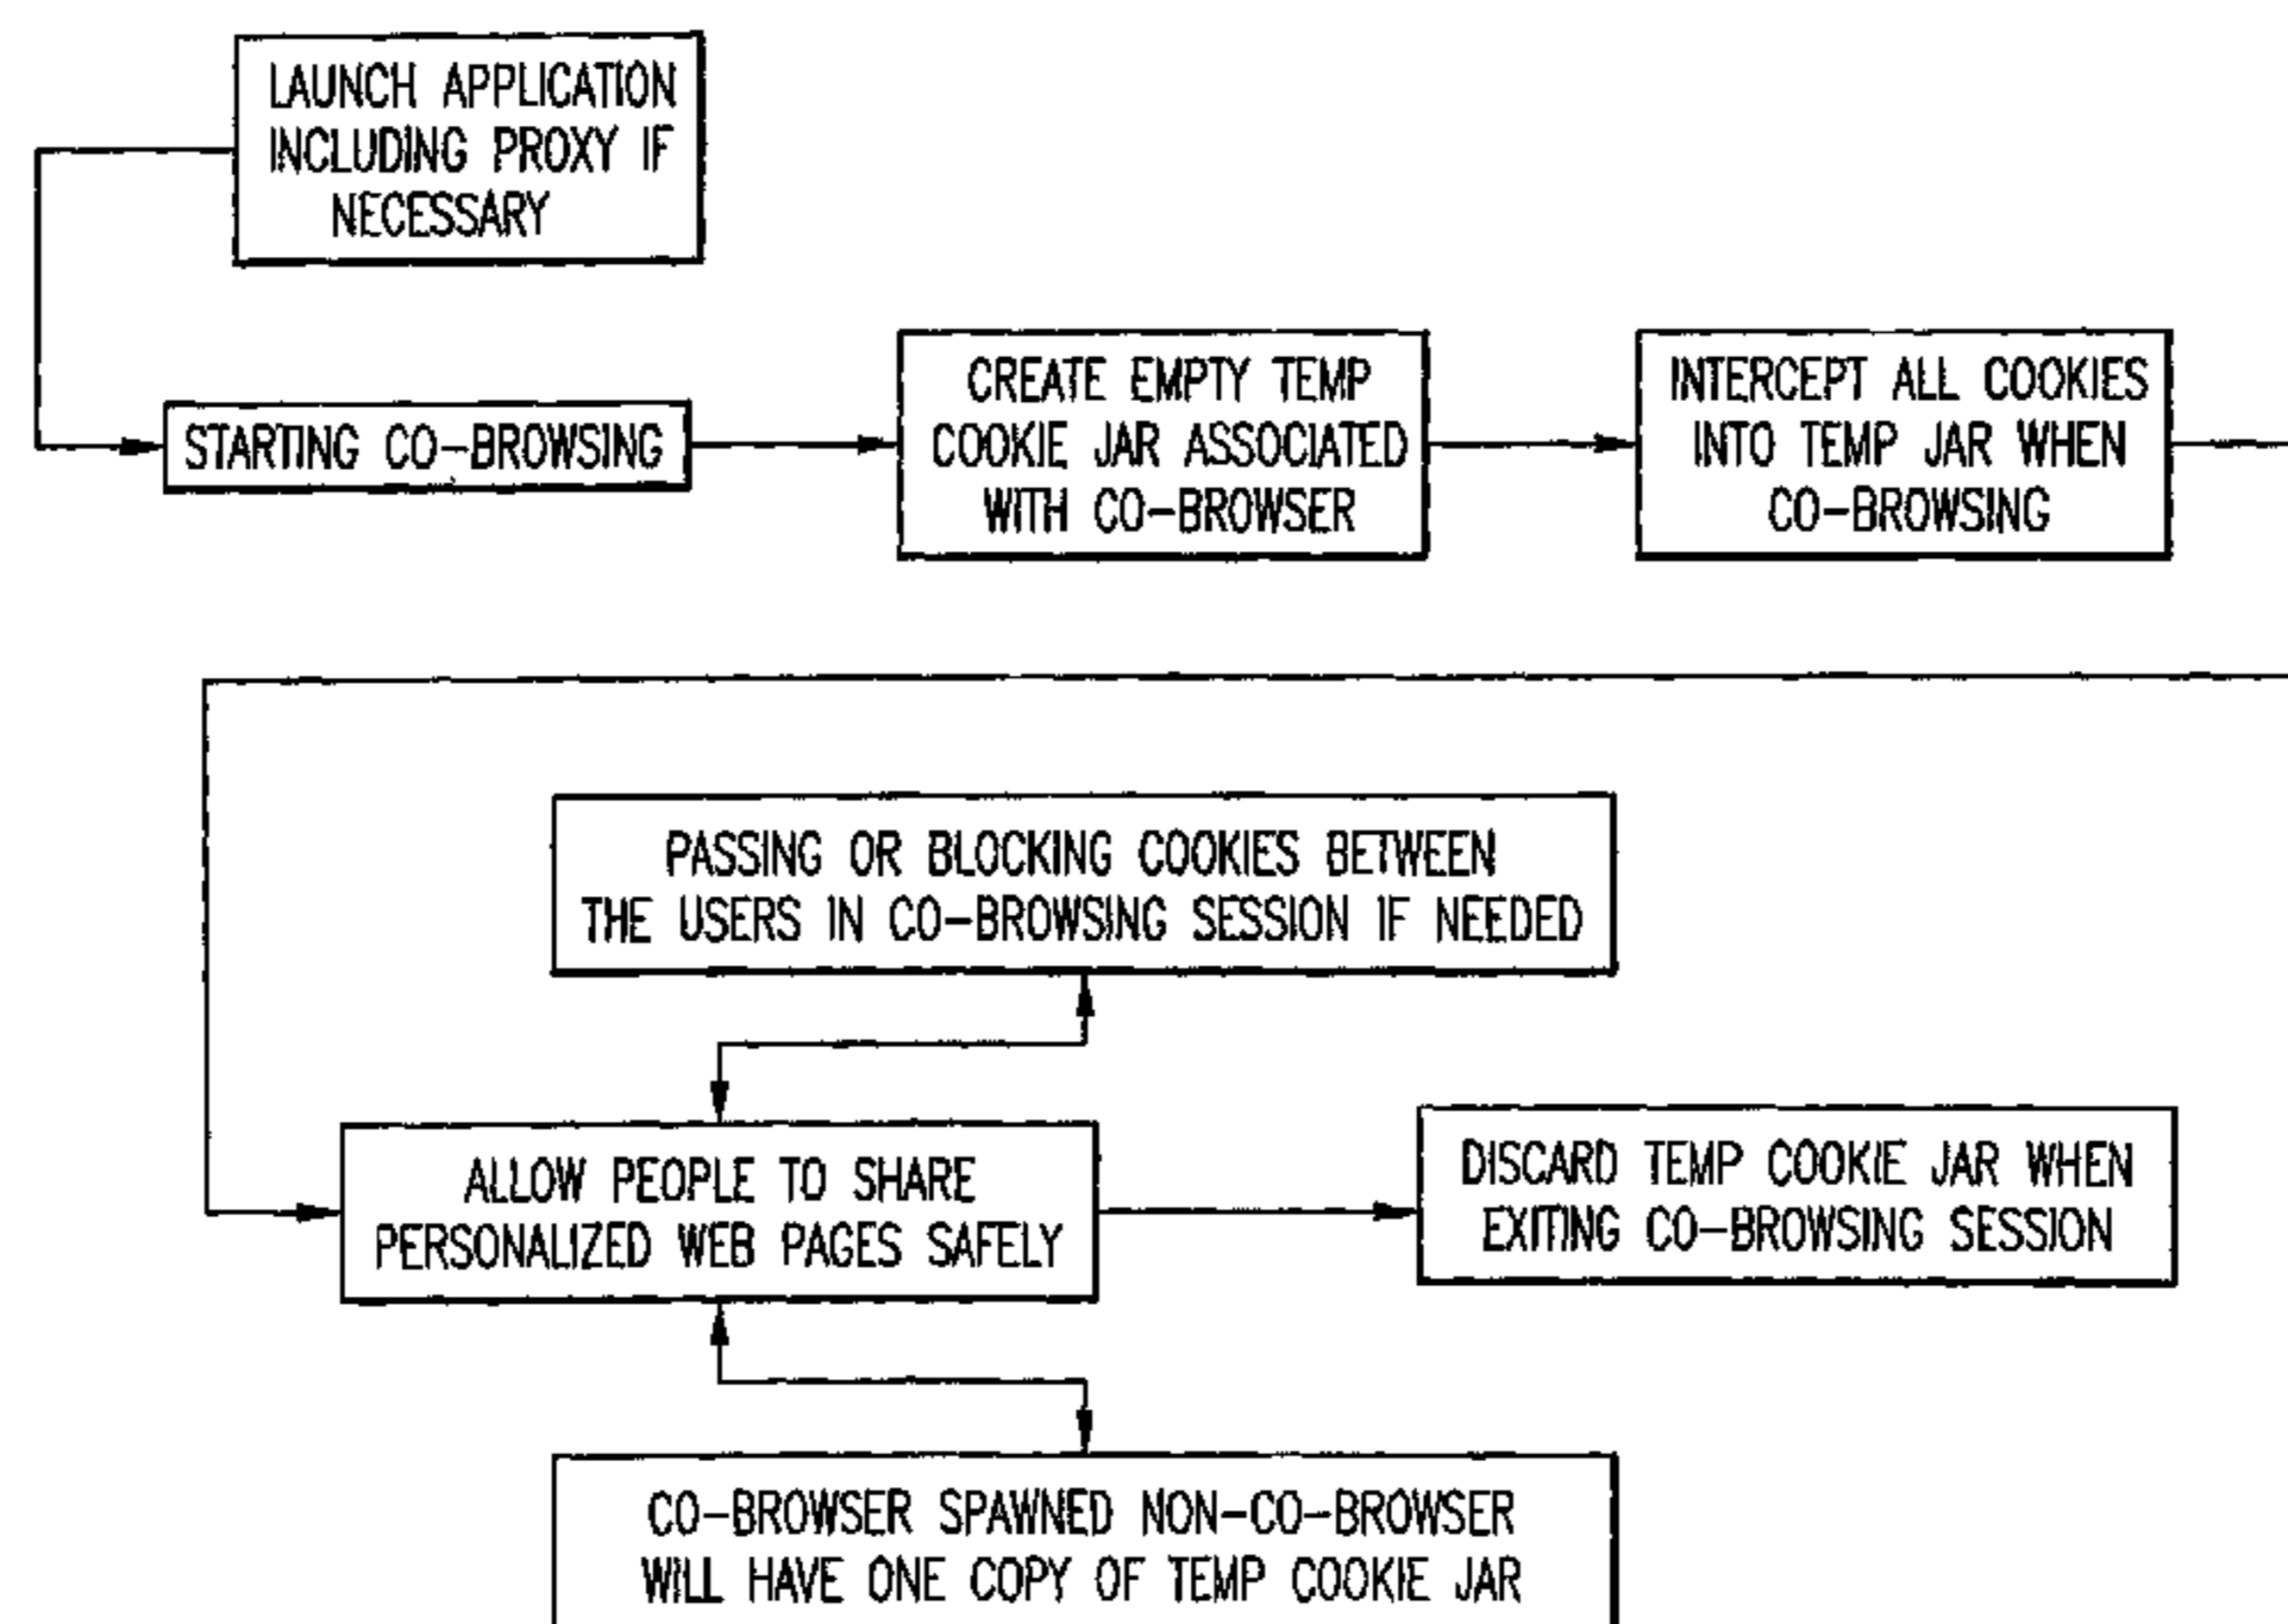 LAUNCH APPLICATION
INCLUDING PROXY IF
NECESSARY
STARTING CO-BROWSING
CREATE EMPTY TEMP
COOKIE JAR ASSOCIATED
WITH CO-BROWSER
INTERCEPT ALL COOKIES
INTO TEMP JAR WHEN
CO-BROWSING
PASSING OR BLOCKING COOKIES BETWEEN
THE USERS IN CO-BROWSING SESSION IF NEEDED
ALLOW PEOPLE TO SHARE
PERSONALIZED WEB PAGES SAFELY
DISCARD TEMP COOKIE JAR WHEN
EXITING CO-BROWSING SESSION
CO-BROWSER SPAWNED NON-CO-BROWSER
WILL HAVE ONE COPY OF TEMP COOKIE JAR